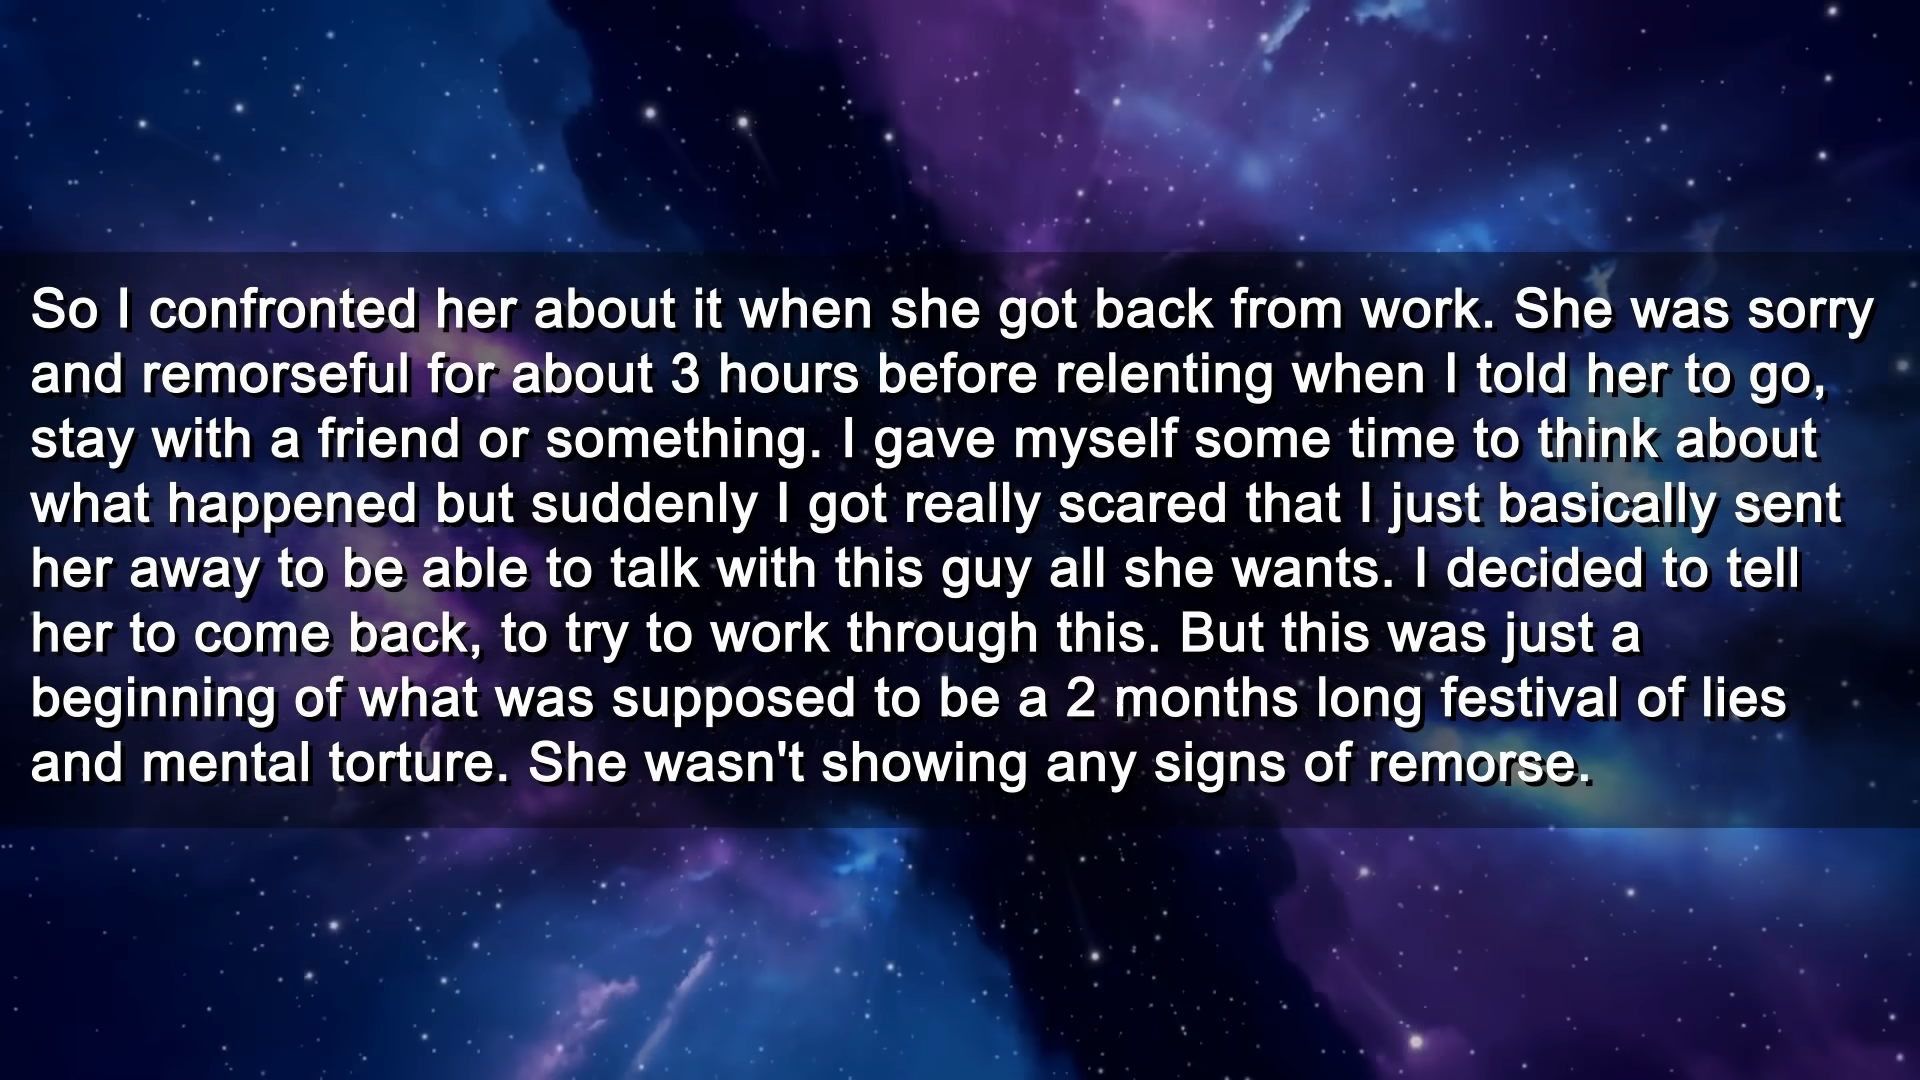 So I confronted her about it when she got back from work. She was sorry
and remorseful for about 3 hours before relenting when I told her to go,
stay with a friend or something. I gave myself some time to think about
what happened but suddenly I got really scared that I just basically sent
her away to be able to talk with this guy all she wants. I decided to tell
her to come back, to try to work through this. But this was just a
beginning of what was supposed to be a 2 months long festival of lies
and mental torture. She wasn't showing any signs of remorse.